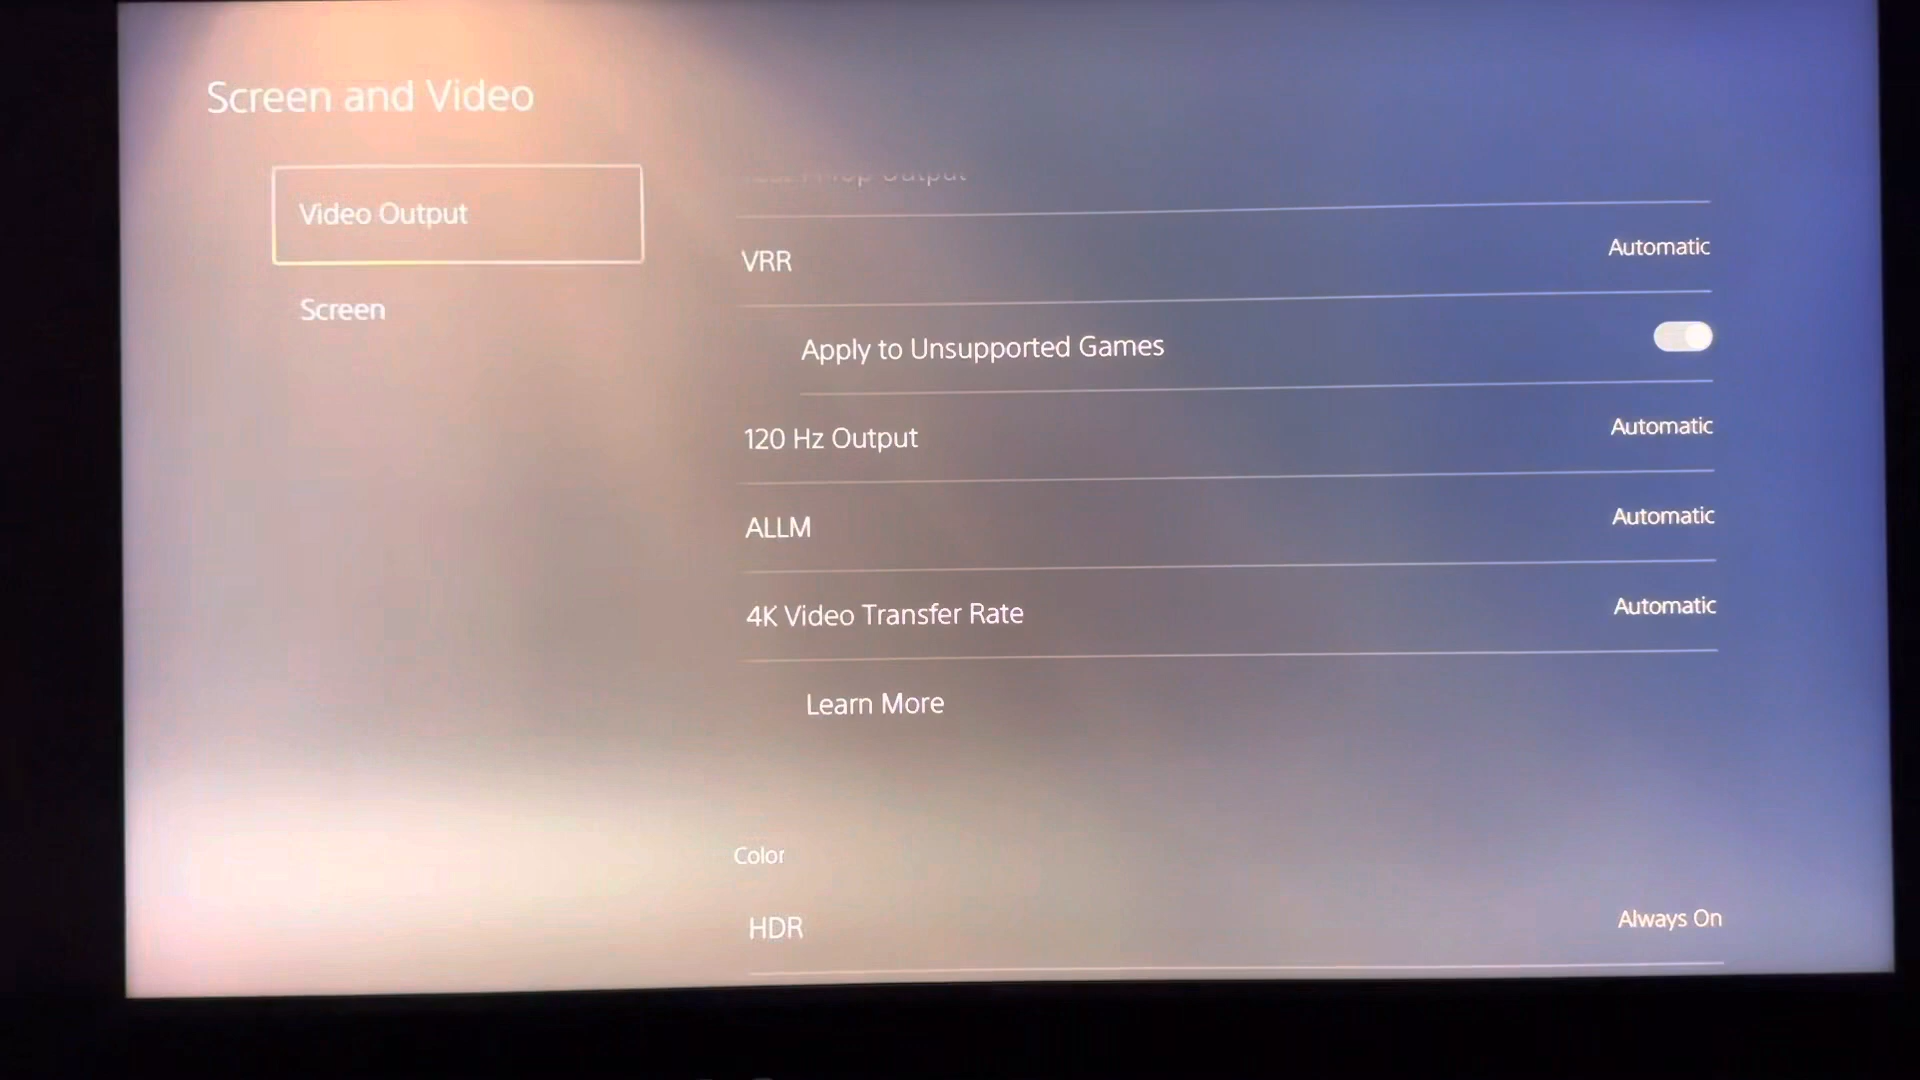 Screen and Video
Video Output
Screen
Output
VRR
Automatic
Apply to Unsupported Games
120 Hz Output
Automatic
ALLM
Automatic
4K Video Transfer Rate
Automatic
Learn More
Color
HDR
Always On